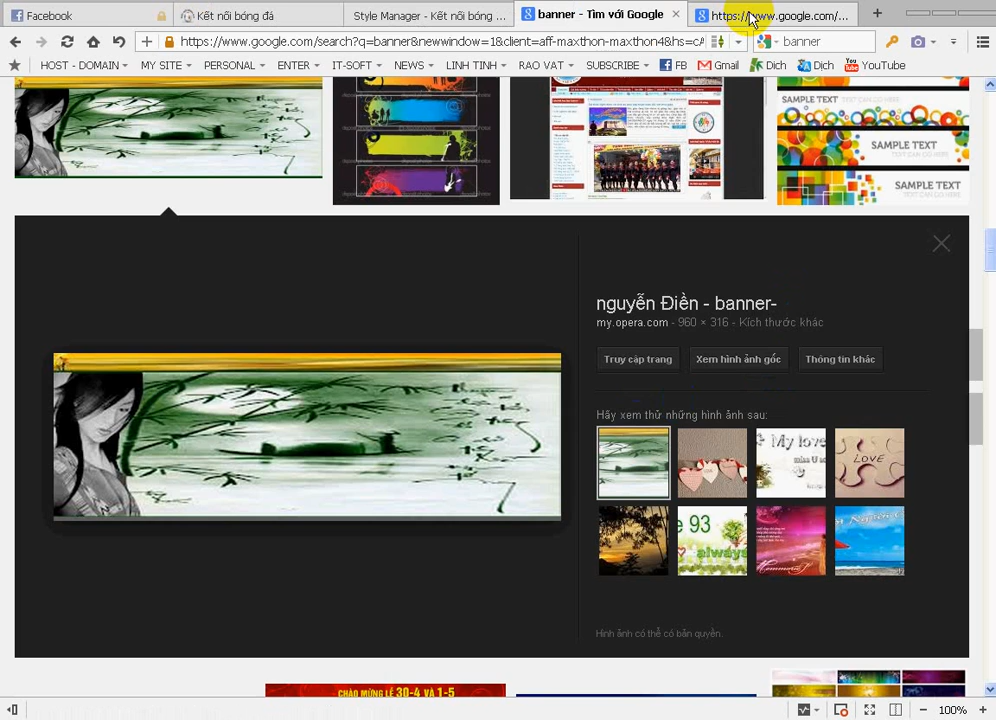 Facebook
Kết nối bóng đá
Style Manager - Kết nối bóng ...
banner - Tìm với Google
https://www.google.com/...
https://www.google.com/search?q=banner&newwindow=1&client=aff-maxthon-maxthon4&hs=cA
banner
HOST - DOMAIN
MY SITE
PERSONAL
ENTER
IT-SOFT
NEWS
LINH TINH
RAO VAT
SUBSCRIBE
FB
Gmail
Dich
Dịch
YouTube
SAMPLE TEXT
SAMPLE TEXT
SAMPLE TEXT
nguyễn Điền - banner-
my.opera.com - 960 × 316 - Kích thước khác
Truy cập trang
Xem hình ảnh gốc
Thông tin khác
Hãy xem thử những hình ảnh sau:
My love
miss U
LOVE
e 93
always
Hình ảnh có thể có bản quyền.
CHÀO MỪNG LỄ 30-4 VÀ 1-5
100%